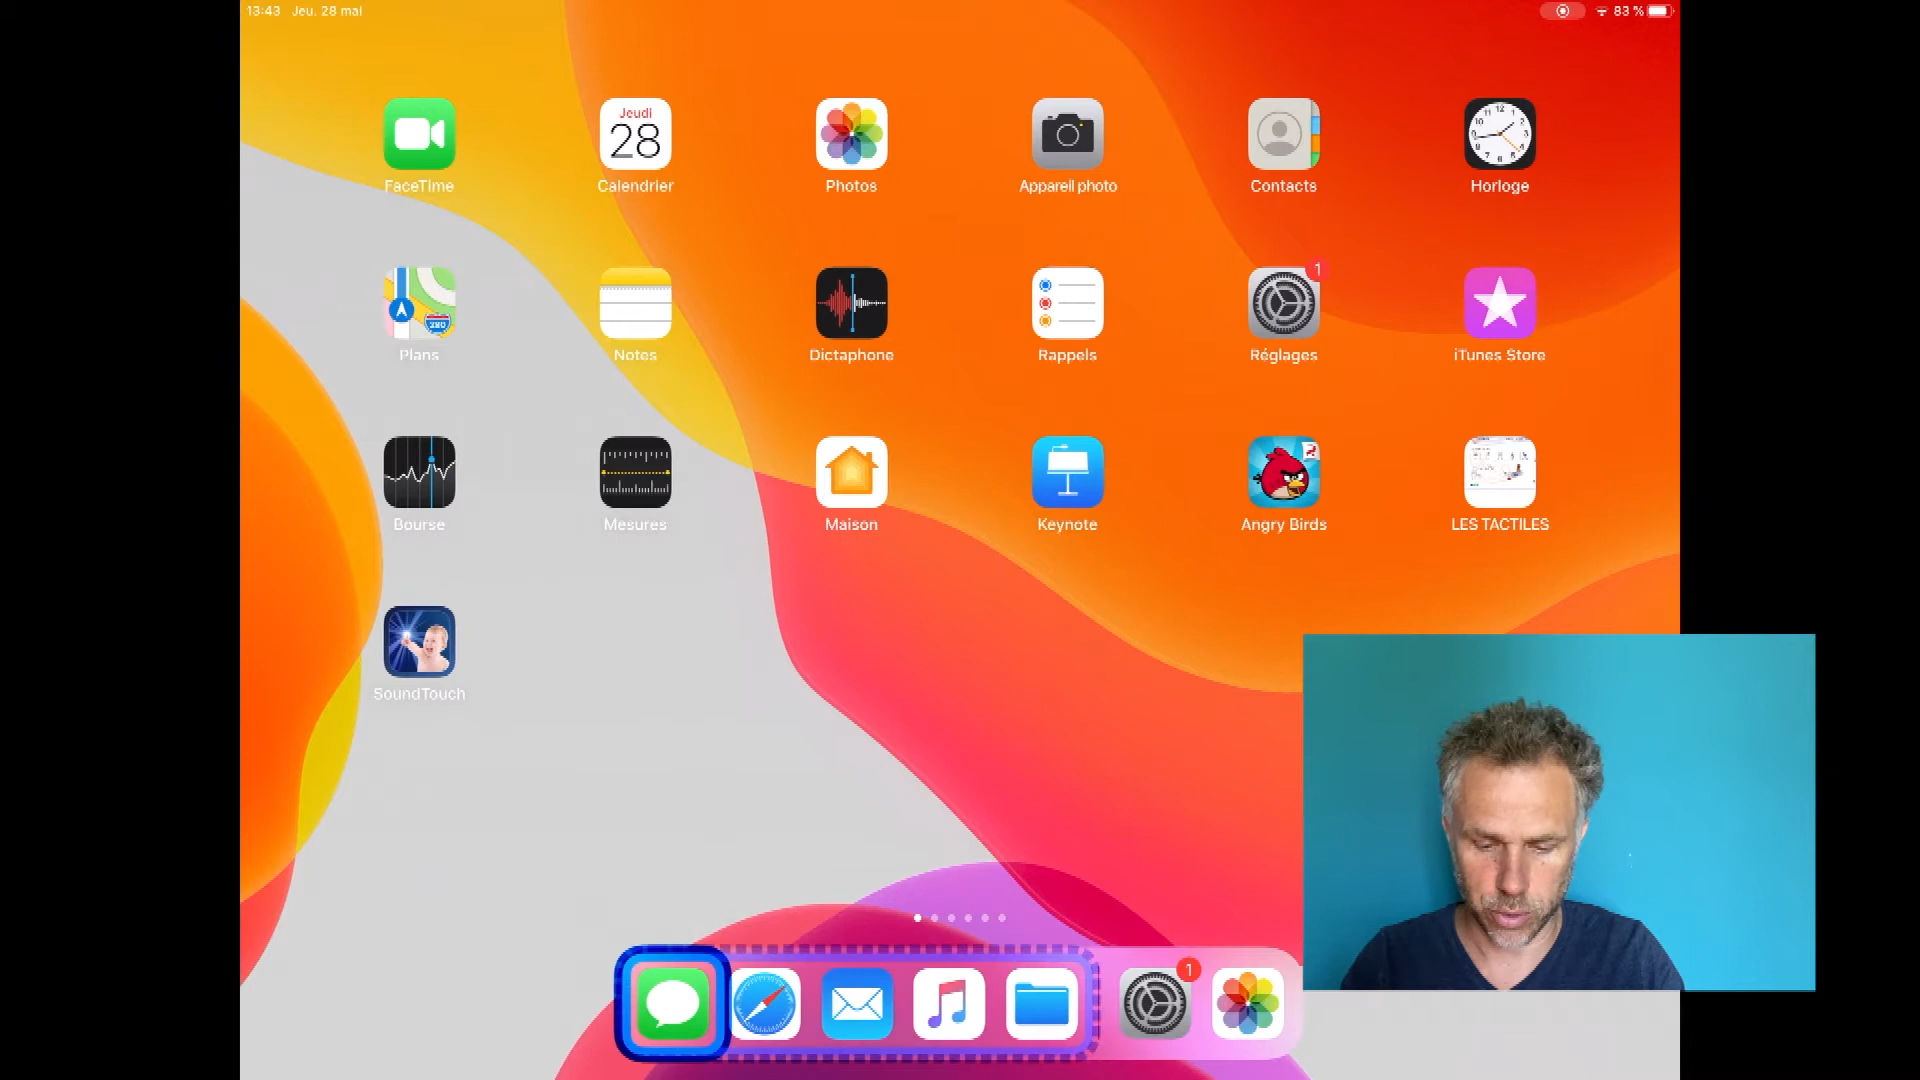 13:43 Jeu. 28 mai
83 %
Jeudi
28
FaceTime
Calendrier
Photos
Appareil photo
Contacts
Horloge
280
1
Plans
Notes
Dictaphone
Rappels
Réglages
iTunes Store
Bourse
Mesures
Maison
Keynote
Angry Birds
LES TACTILES
SoundTouch
1